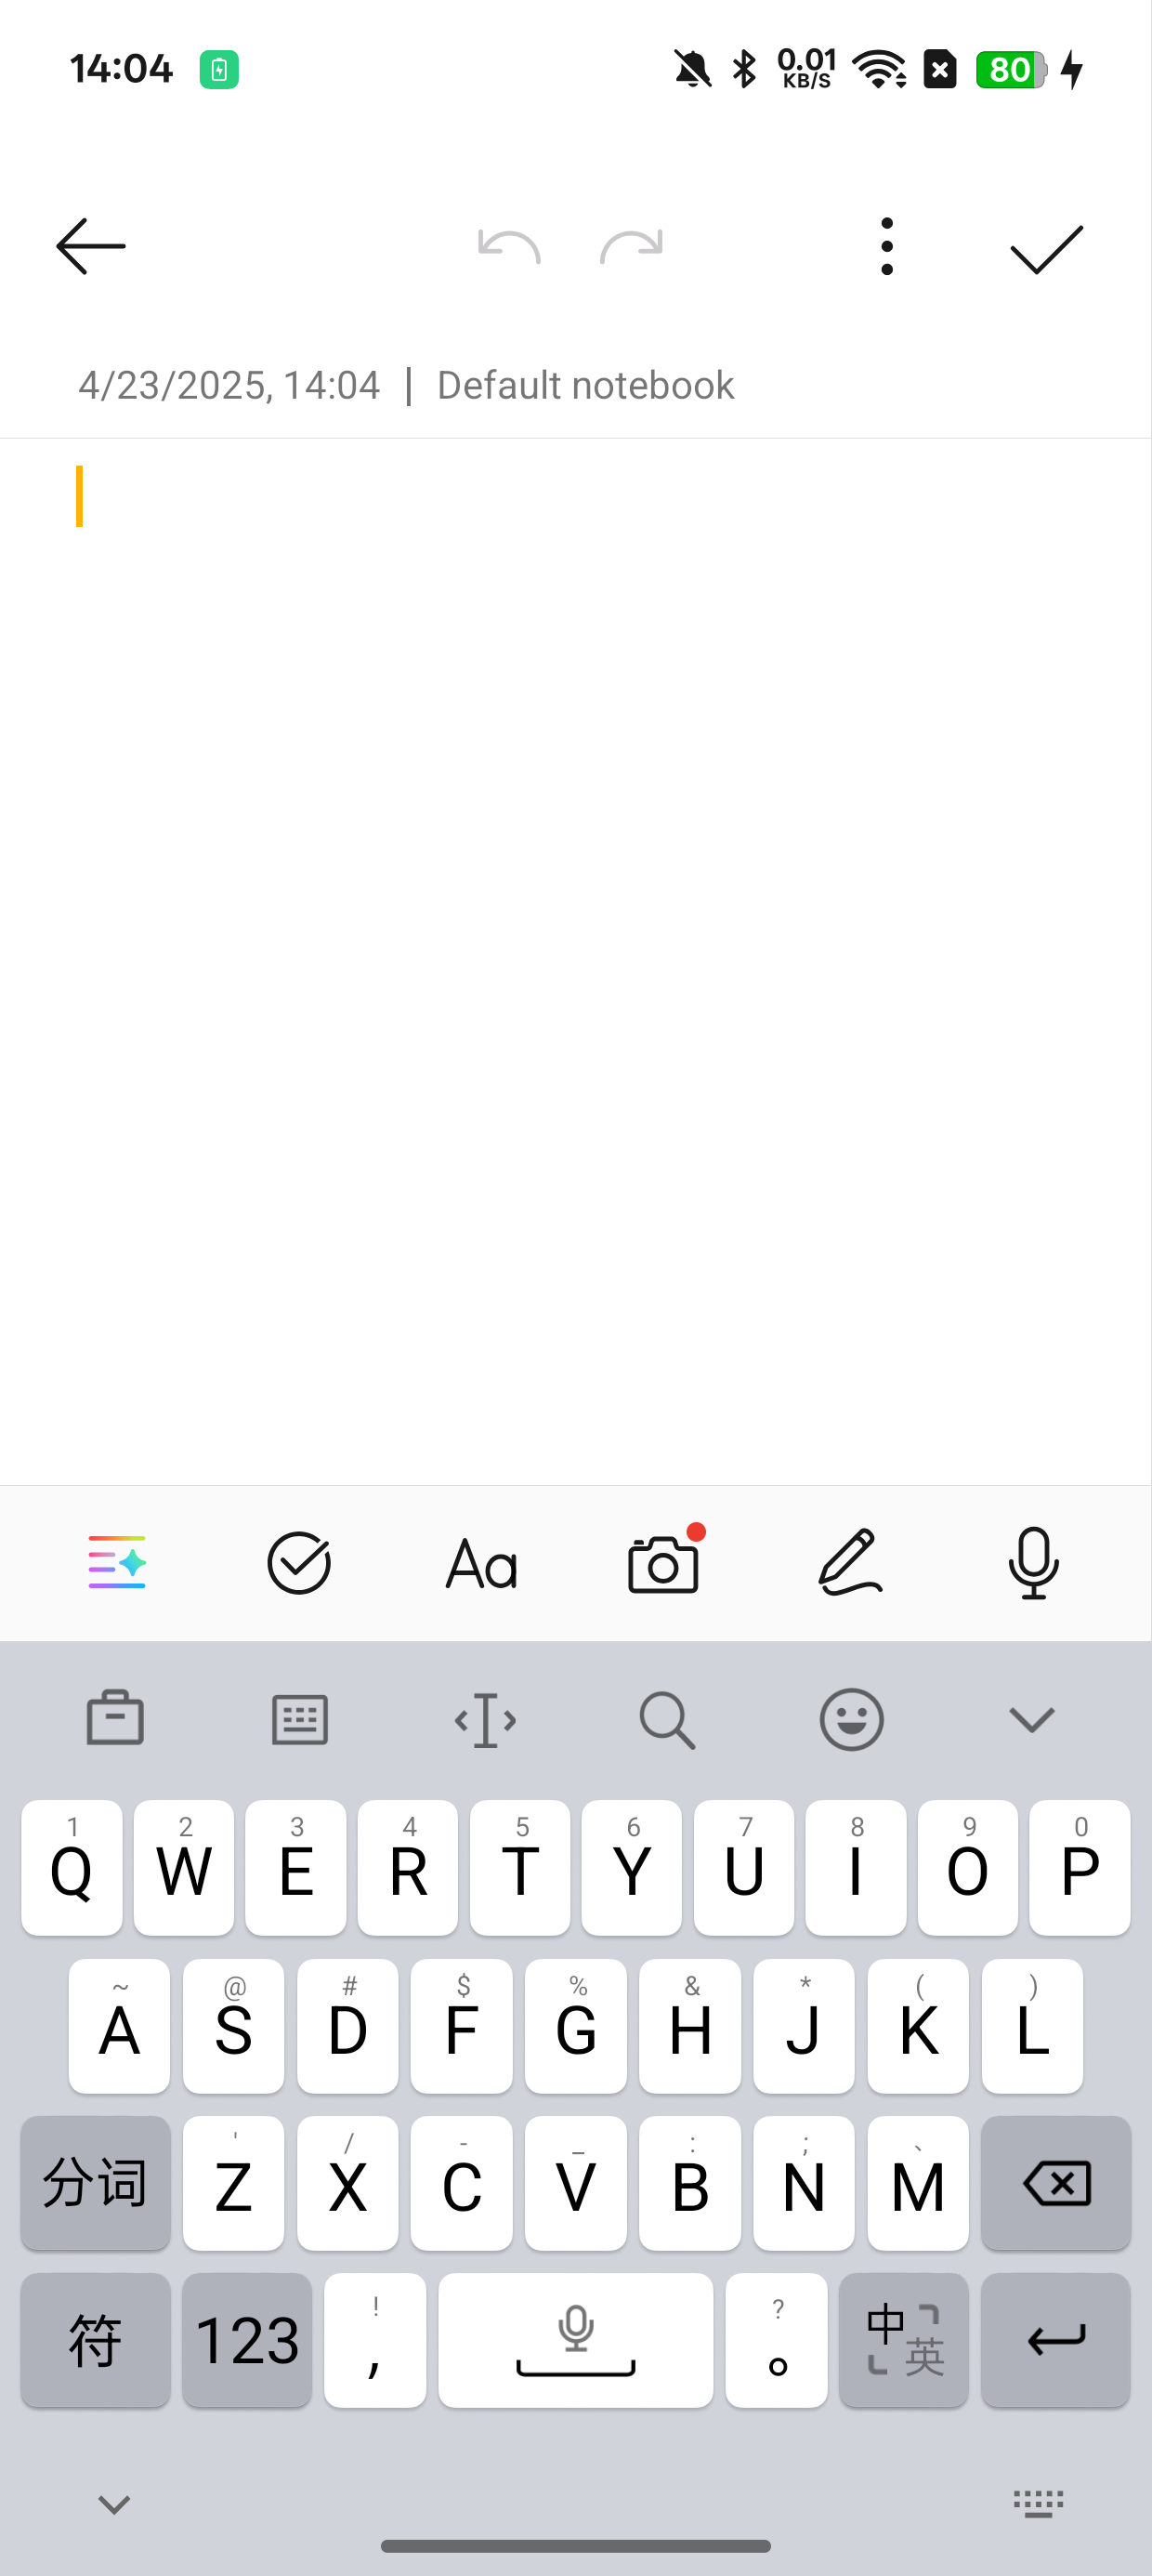 14:04 0.01 KB/S 80
4/23/2025, 14:04 | Default notebook
Aa
1 2 3 4 5 6 7 8 9 0
Q W E R T Y U I O P
~ @ # $ % & * ( )
A S D F G H J K L
' / - _ : ; 、
分词 Z X C V B N M
! ?
符 123 , 。 中 英